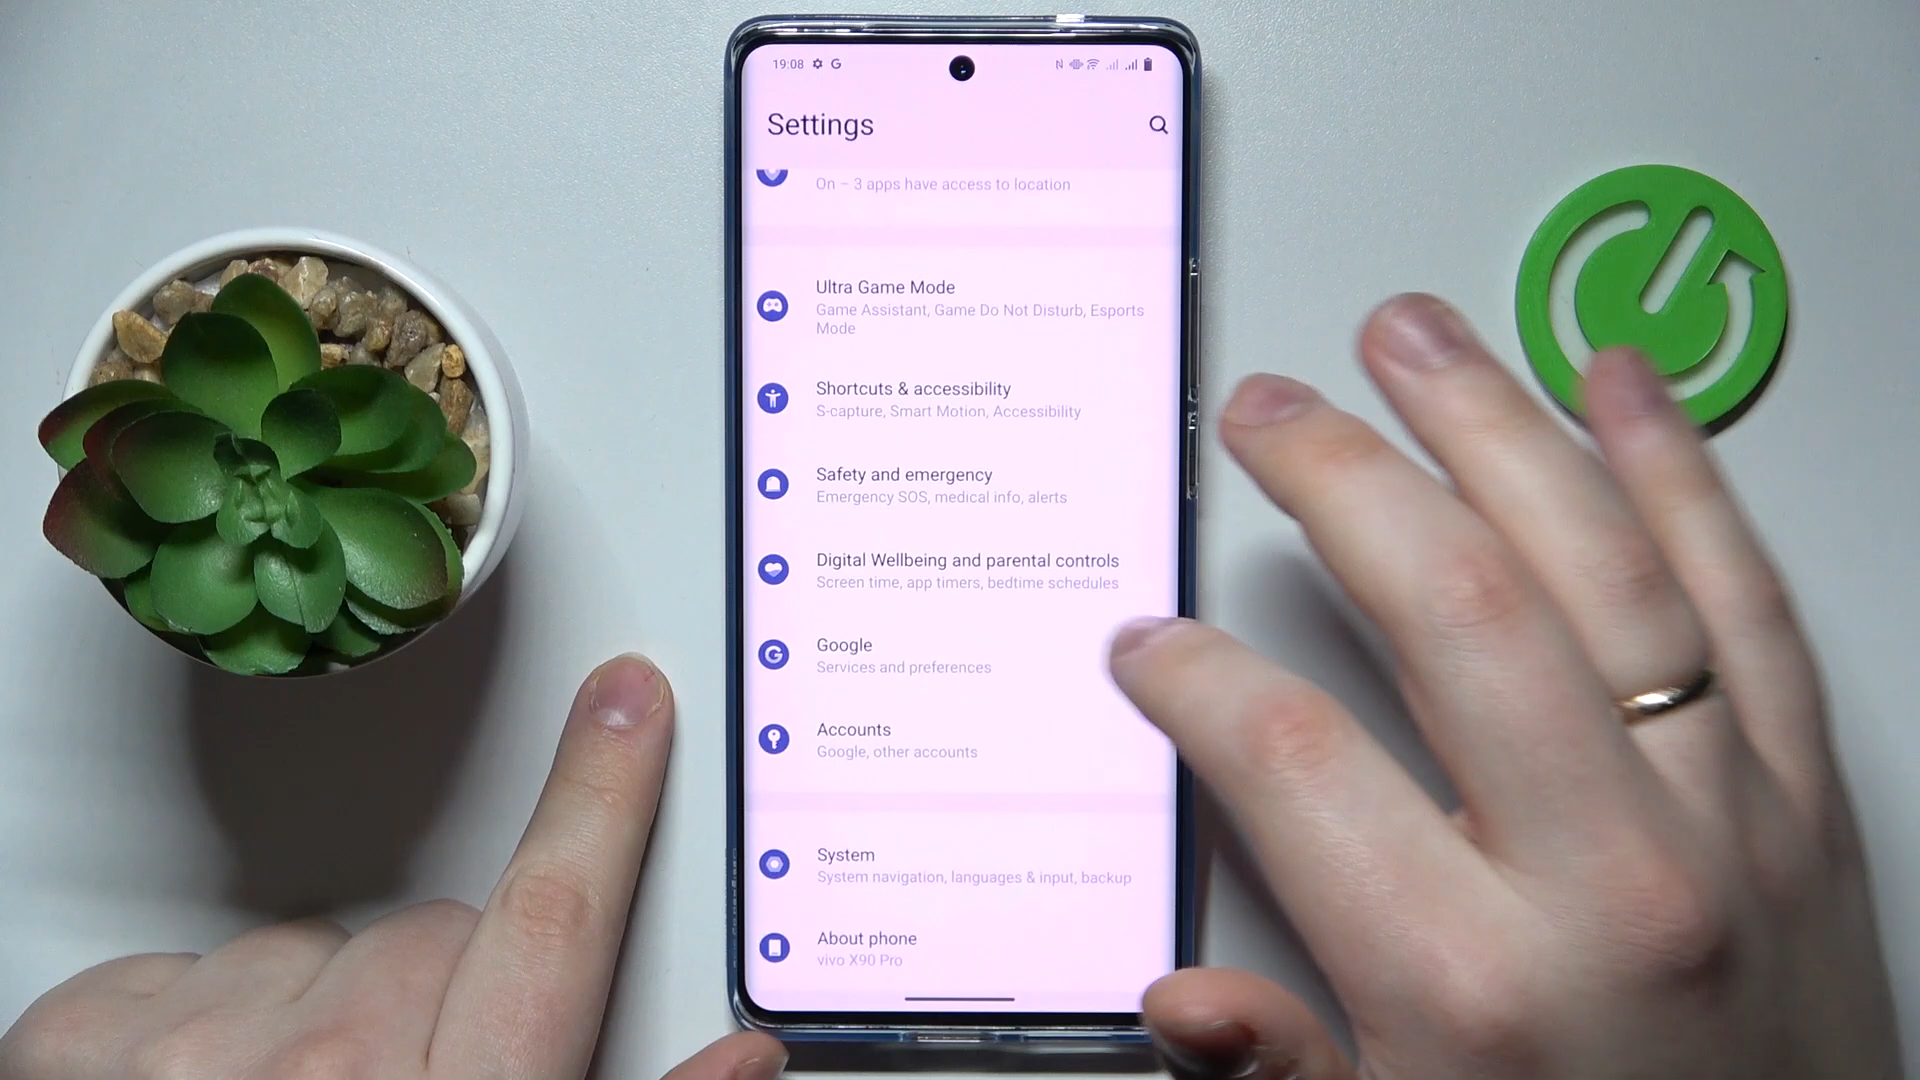 19:08
Settings
On – 3 apps have access to location
Ultra Game Mode
Game Assistant, Game Do Not Disturb, Esports
Mode
Shortcuts & accessibility
S-capture, Smart Motion, Accessibility
Safety and emergency
Emergency SOS, medical info, alerts
Digital Wellbeing and parental controls
Screen time, app timers, bedtime schedules
Google
Services and preferences
Accounts
Google, other accounts
System
System navigation, languages & input, backup
About phone
vivo X90 Pro